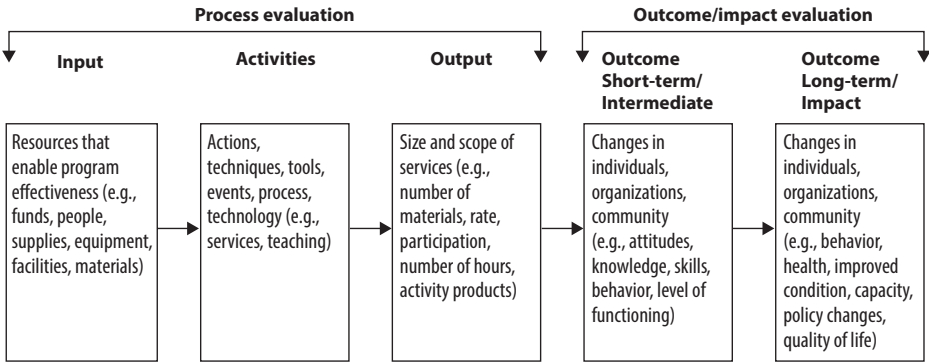 Process evaluation
Outcome/impact evaluation
Input
Activities
Output
Outcome
Short-term/
Intermediate
Outcome
Long-term/
Impact
Resources that
enable program
effectiveness (e.g.,
funds, people,
supplies, equipment,
facilities, materials)
Actions,
techniques, tools,
events, process,
technology (e.g.,
services, teaching)
Size and scope of
services (e.g.,
number of
materials, rate,
participation,
number of hours,
activity products)
Changes in
individuals,
organizations,
community
(e.g., attitudes,
knowledge, skills,
behavior, level of
functioning)
Changes in
individuals,
organizations,
community
(e.g., behavior,
health, improved
condition, capacity,
policy changes,
quality of life)